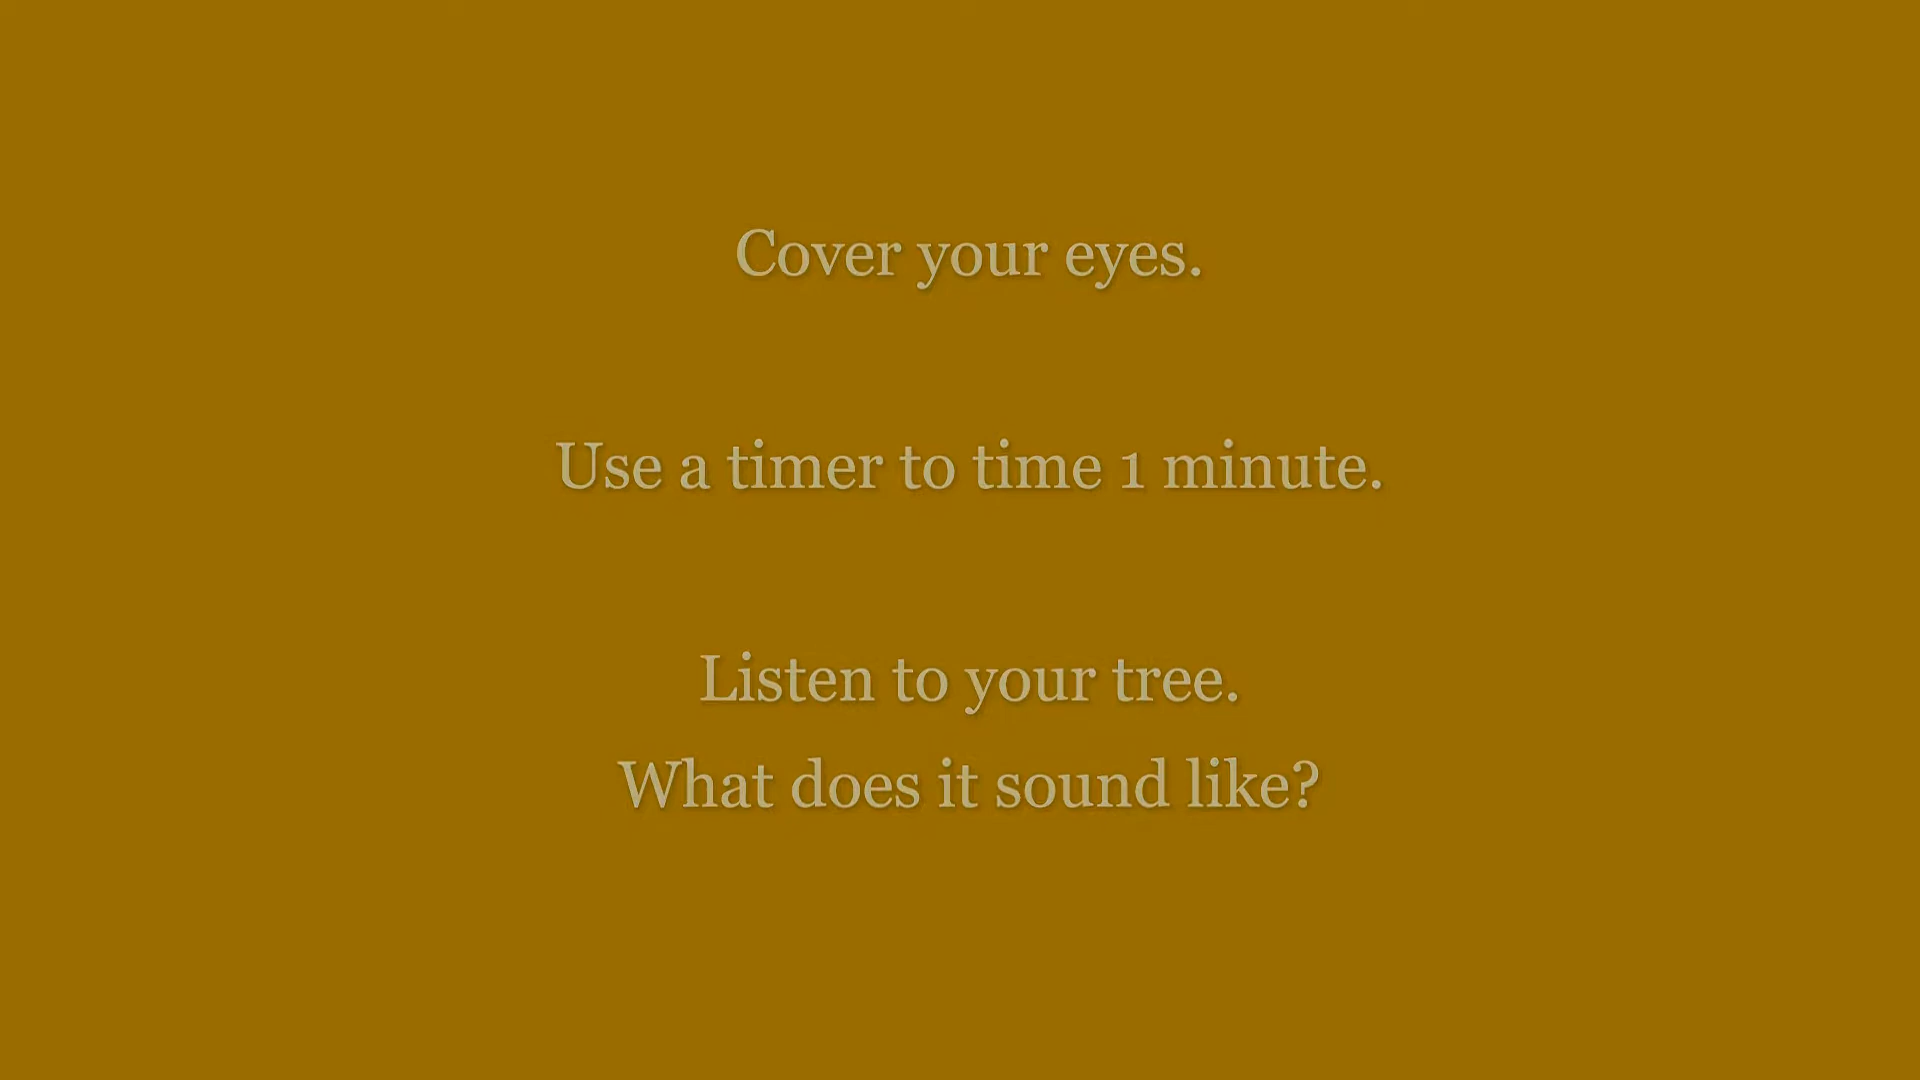 Cover your eyes.
Use a timer to time 1 minute.
Listen to your tree.
What does it sound like?